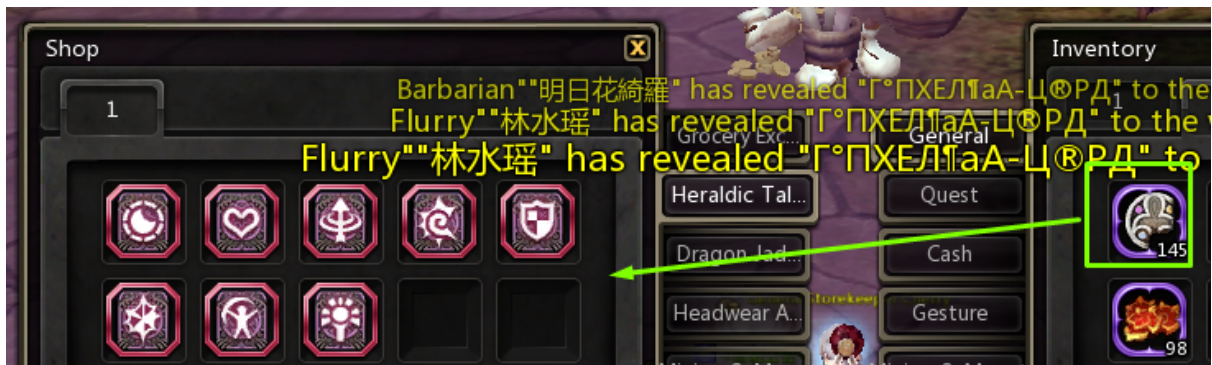 Shop
Inventory
1
Barbarian""明日花綺羅" has revealed "Г°ПХЕЛ¶аА-Ц®РД" to the
1
Flurry""林水瑶" has revealed "Г°ПХЕЛ¶аА-Ц®РД" to the
Grocery Exc...
General
Flurry""林水瑶" has revealed "Г°ПХЕЛ¶аА-Ц®РД" to
Heraldic Tal...
Quest
145
Dragon Jad...
Cash
Headwear A...
Gesture
98